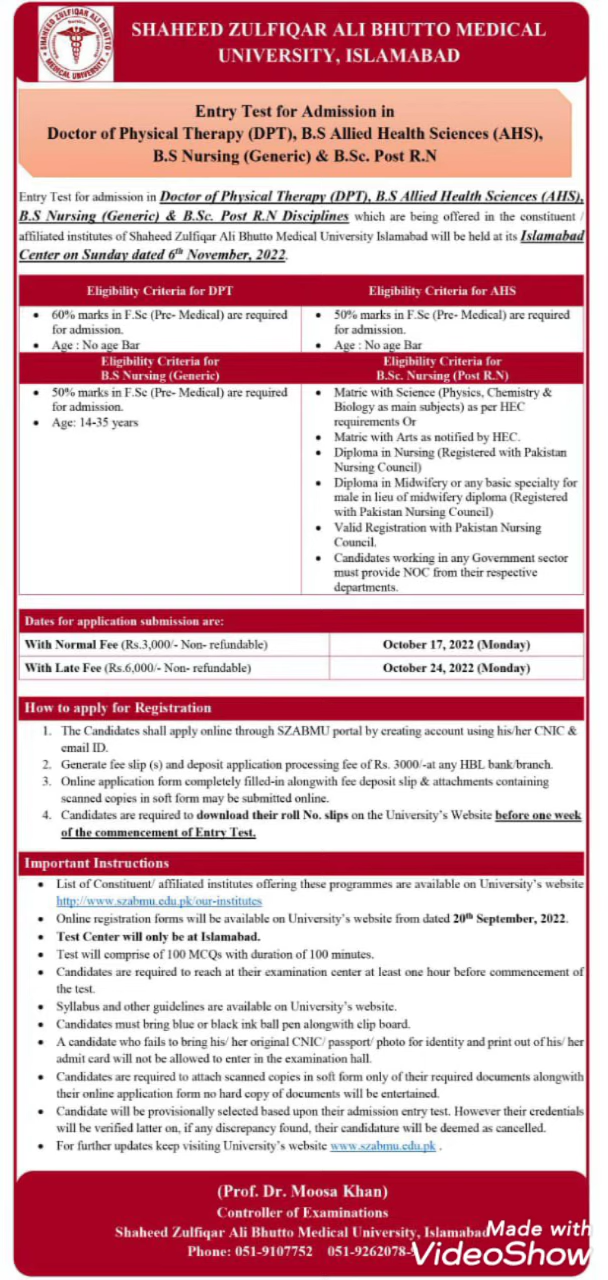 SHAHEED ZULFIQAR ALI BHUTTO
MEDICAL UNIVERSITY
SHAHEED ZULFIQAR ALI BHUTTO MEDICAL
UNIVERSITY, ISLAMABAD
Entry Test for Admission in
Doctor of Physical Therapy (DPT), B.S Allied Health Sciences (AHS),
B.S Nursing (Generic) & B.Sc. Post R.N
Entry Test for admission in Doctor of Physical Therapy (DPT), B.S Allied Health Sciences (AHS),
B.S Nursing (Generic) & B.Sc. Post R.N Disciplines which are being offered in the constituent /
affiliated institutes of Shaheed Zulfiqar Ali Bhutto Medical University Islamabad will be held at its Islamabad
Center on Sunday dated 6th November, 2022.
Eligibility Criteria for DPT
• 60% marks in F.Sc (Pre- Medical) are required
for admission.
• Age : No age Bar
Eligibility Criteria for AHS
• 50% marks in F.Sc (Pre- Medical) are required
for admission.
• Age : No age Bar
Eligibility Criteria for
B.S Nursing (Generic)
• 50% marks in F.Sc (Pre- Medical) are required
for admission.
• Age: 14-35 years
Eligibility Criteria for
B.Sc. Nursing (Post R.N)
• Matric with Science (Physics, Chemistry &
Biology as main subjects) as per HEC
requirements Or
• Matric with Arts as notified by HEC.
• Diploma in Nursing (Registered with Pakistan
Nursing Council)
• Diploma in Midwifery or any basic specialty for
male in lieu of midwifery diploma (Registered
with Pakistan Nursing Council)
• Valid Registration with Pakistan Nursing
Council.
• Candidates working in any Government sector
must provide NOC from their respective
departments.
Dates for application submission are:
With Normal Fee (Rs.3,000/- Non- refundable) October 17, 2022 (Monday)
With Late Fee (Rs.6,000/- Non- refundable) October 24, 2022 (Monday)
How to apply for Registration
1. The Candidates shall apply online through SZABMU portal by creating account using his/her CNIC &
email ID.
2. Generate fee slip (s) and deposit application processing fee of Rs. 3000/-at any HBL bank/branch.
3. Online application form completely filled-in alongwith fee deposit slip & attachments containing
scanned copies in soft form may be submitted online.
4. Candidates are required to download their roll No. slips on the University's Website before one week
of the commencement of Entry Test.
Important Instructions
• List of Constituent/ affiliated institutes offering these programmes are available on University's website
http://www.szabmu.edu.pk/our-institutes
• Online registration forms will be available on University's website from dated 20th September, 2022.
• Test Center will only be at Islamabad.
• Test will comprise of 100 MCQs with duration of 100 minutes.
• Candidates are required to reach at their examination center at least one hour before commencement of
the test.
• Syllabus and other guidelines are available on University's website.
• Candidates must bring blue or black ink ball pen alongwith clip board.
• A candidate who fails to bring his/ her original CNIC/ passport/ photo for identity and print out of his/ her
admit card will not be allowed to enter in the examination hall.
• Candidates are required to attach scanned copies in soft form only of their required documents alongwith
their online application form no hard copy of documents will be entertained.
• Candidate will be provisionally selected based upon their admission entry test. However their credentials
will be verified latter on, if any discrepancy found, their candidature will be deemed as cancelled.
• For further updates keep visiting University's website www.szabmu.edu.pk .
(Prof. Dr. Moosa Khan)
Controller of Examinations
Shaheed Zulfiqar Ali Bhutto Medical University, Islamabad
Phone: 051-9107752 051-9262078-
Made with
VideoShow